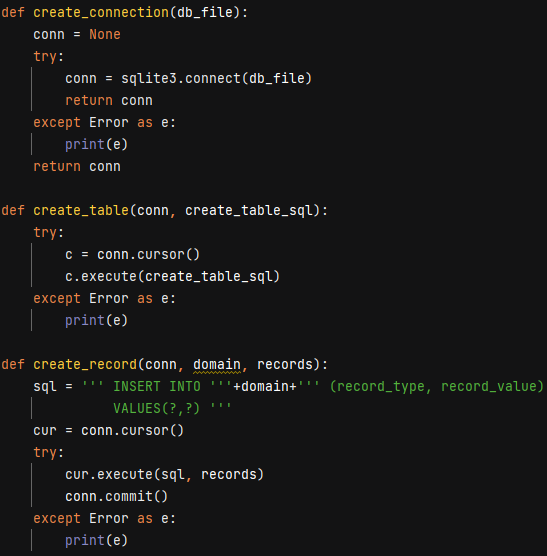 def create_connection(db_file):
    conn = None
    try:
        conn = sqlite3.connect(db_file)
        return conn
    except Error as e:
        print(e)
    return conn

def create_table(conn, create_table_sql):
    try:
        c = conn.cursor()
        c.execute(create_table_sql)
    except Error as e:
        print(e)

def create_record(conn, domain, records):
    sql = ''' INSERT INTO '''+domain+''' (record_type, record_value)
              VALUES(?,?) '''
    cur = conn.cursor()
    try:
        cur.execute(sql, records)
        conn.commit()
    except Error as e:
        print(e)